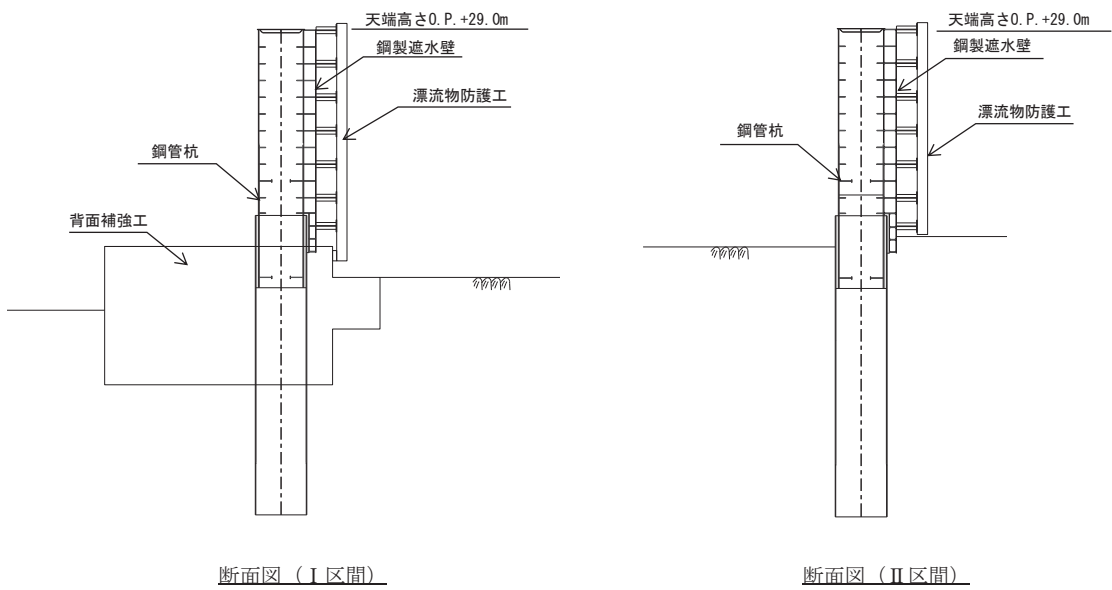 天端高さO.P.+29.0m
鋼製遮水壁
漂流物防護工
鋼管杭
背面補強工
断面図（Ⅰ区間）
天端高さO.P.+29.0m
鋼製遮水壁
漂流物防護工
鋼管杭
断面図（Ⅱ区間）